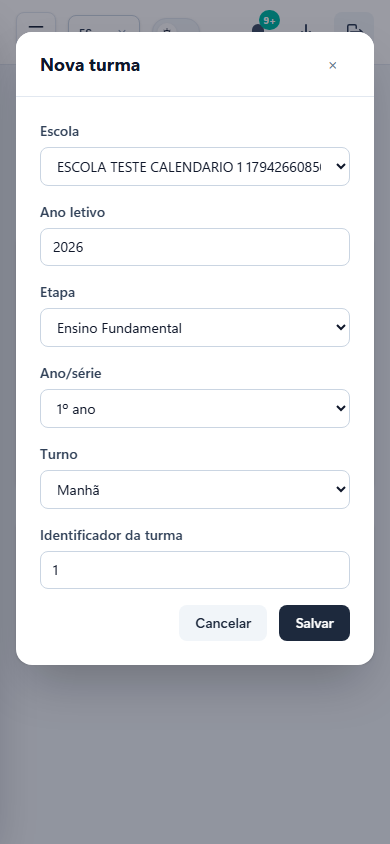 9+
Nova turma
×
Escola
ESCOLA TESTE CALENDARIO 1 1794266085
Ano letivo
2026
Etapa
Ensino Fundamental
Ano/série
1º ano
Turno
Manhã
Identificador da turma
1
Cancelar
Salvar